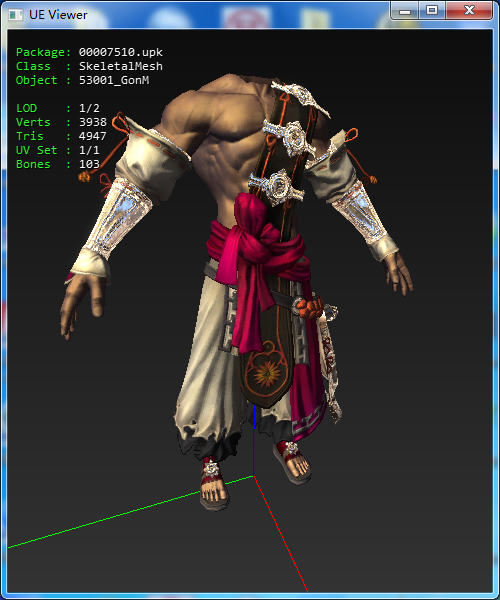 UE Viewer
Package: 00007510.upk
Class : SkeletalMesh
Object : 53001_GonM
LOD : 1/2
Verts : 3938
Tris : 4947
UV Set : 1/1
Bones : 103